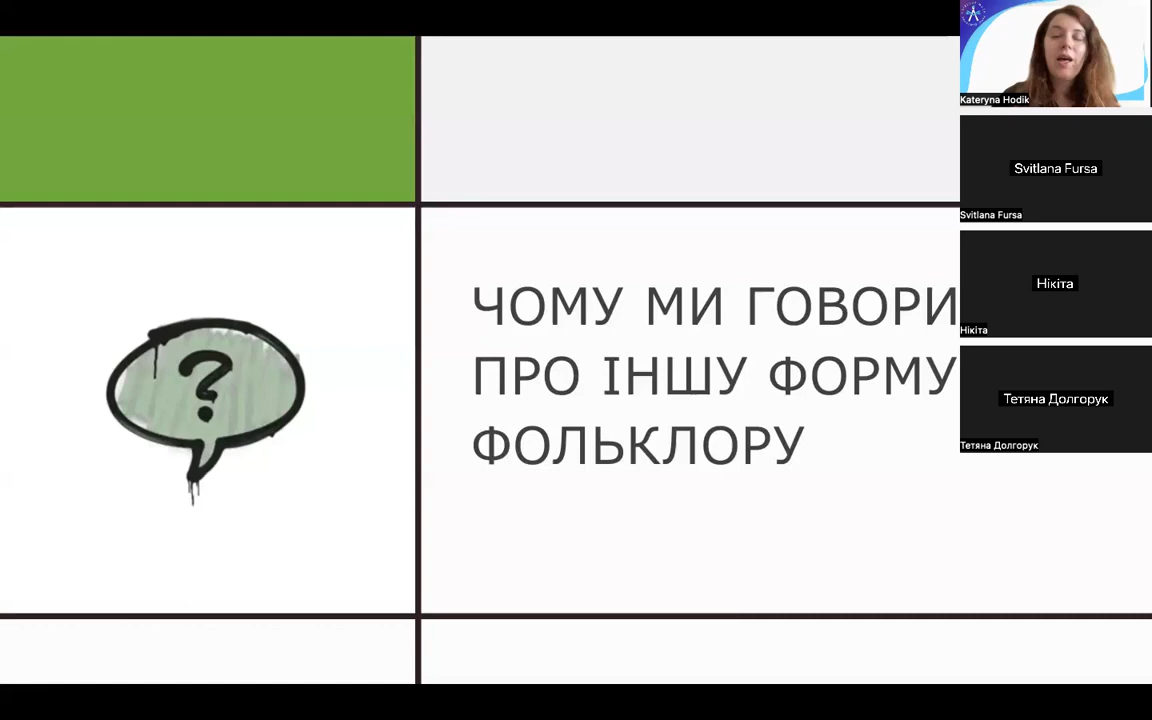 ЧОМУ МИ ГОВОРИ
ПРО ІНШУ ФОРМУ
ФОЛЬКЛОРУ
?
Kateryna Hodik
Svitlana Fursa
Svitlana Fursa
Нікіта
Нікіта
Тетяна Долгорук
Тетяна Долгорук